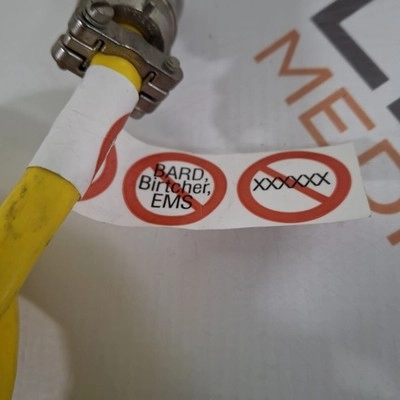 BARD,
Birtcher,
EMS
XXXXXX
MED